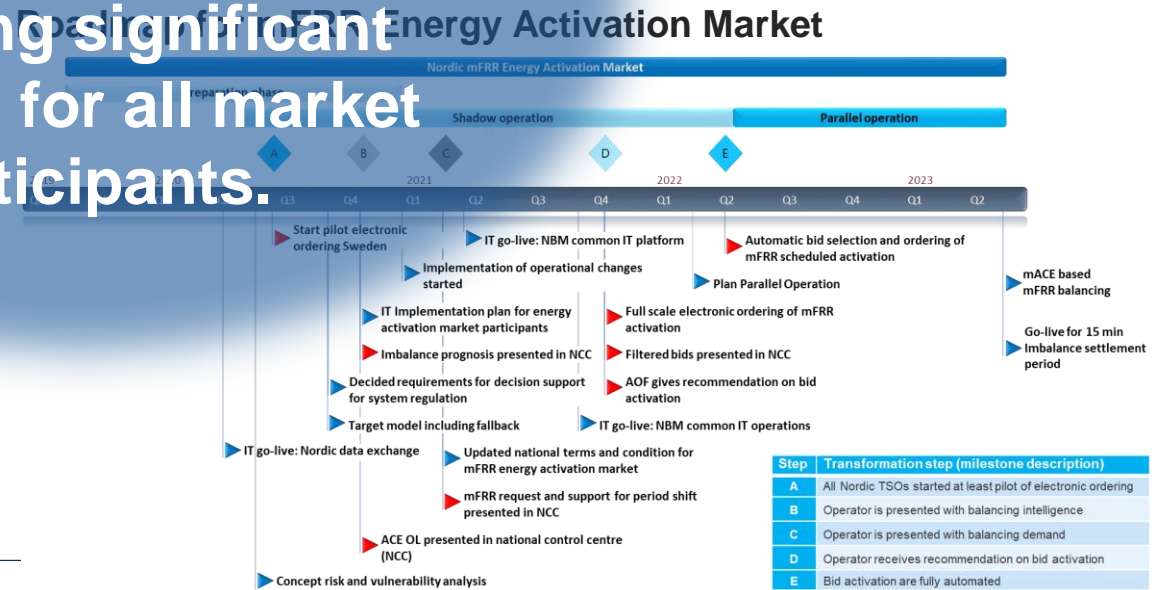 ng significant
for all market
ticipants.
Roadmap for mFRR Energy Activation Market
Nordic mFRR Energy Activation Market
Preparation phase
Shadow operation
Parallel operation
A
B
C
D
E
2019
2020
2021
2022
2023
Q3
Q4
Q1
Q2
Q3
Q4
Q1
Q2
Q3
Q4
Q1
Q2
Start pilot electronic
ordering Sweden
IT go-live: NBM common IT platform
Automatic bid selection and ordering of
mFRR scheduled activation
Implementation of operational changes
started
Plan Parallel Operation
mACE based
mFRR balancing
IT Implementation plan for energy
activation market participants
Full scale electronic ordering of mFRR
activation
Go-live for 15 min
Imbalance settlement
period
Imbalance prognosis presented in NCC
Filtered bids presented in NCC
Decided requirements for decision support
for system regulation
AOF gives recommendation on bid
activation
Target model including fallback
IT go-live: NBM common IT operations
IT go-live: Nordic data exchange
Updated national terms and condition for
mFRR energy activation market
mFRR request and support for period shift
presented in NCC
ACE OL presented in national control centre
(NCC)
Concept risk and vulnerability analysis
Step Transformation step (milestone description)
A All Nordic TSOs started at least pilot of electronic ordering
B Operator is presented with balancing intelligence
C Operator is presented with balancing demand
D Operator receives recommendation on bid activation
E Bid activation are fully automated